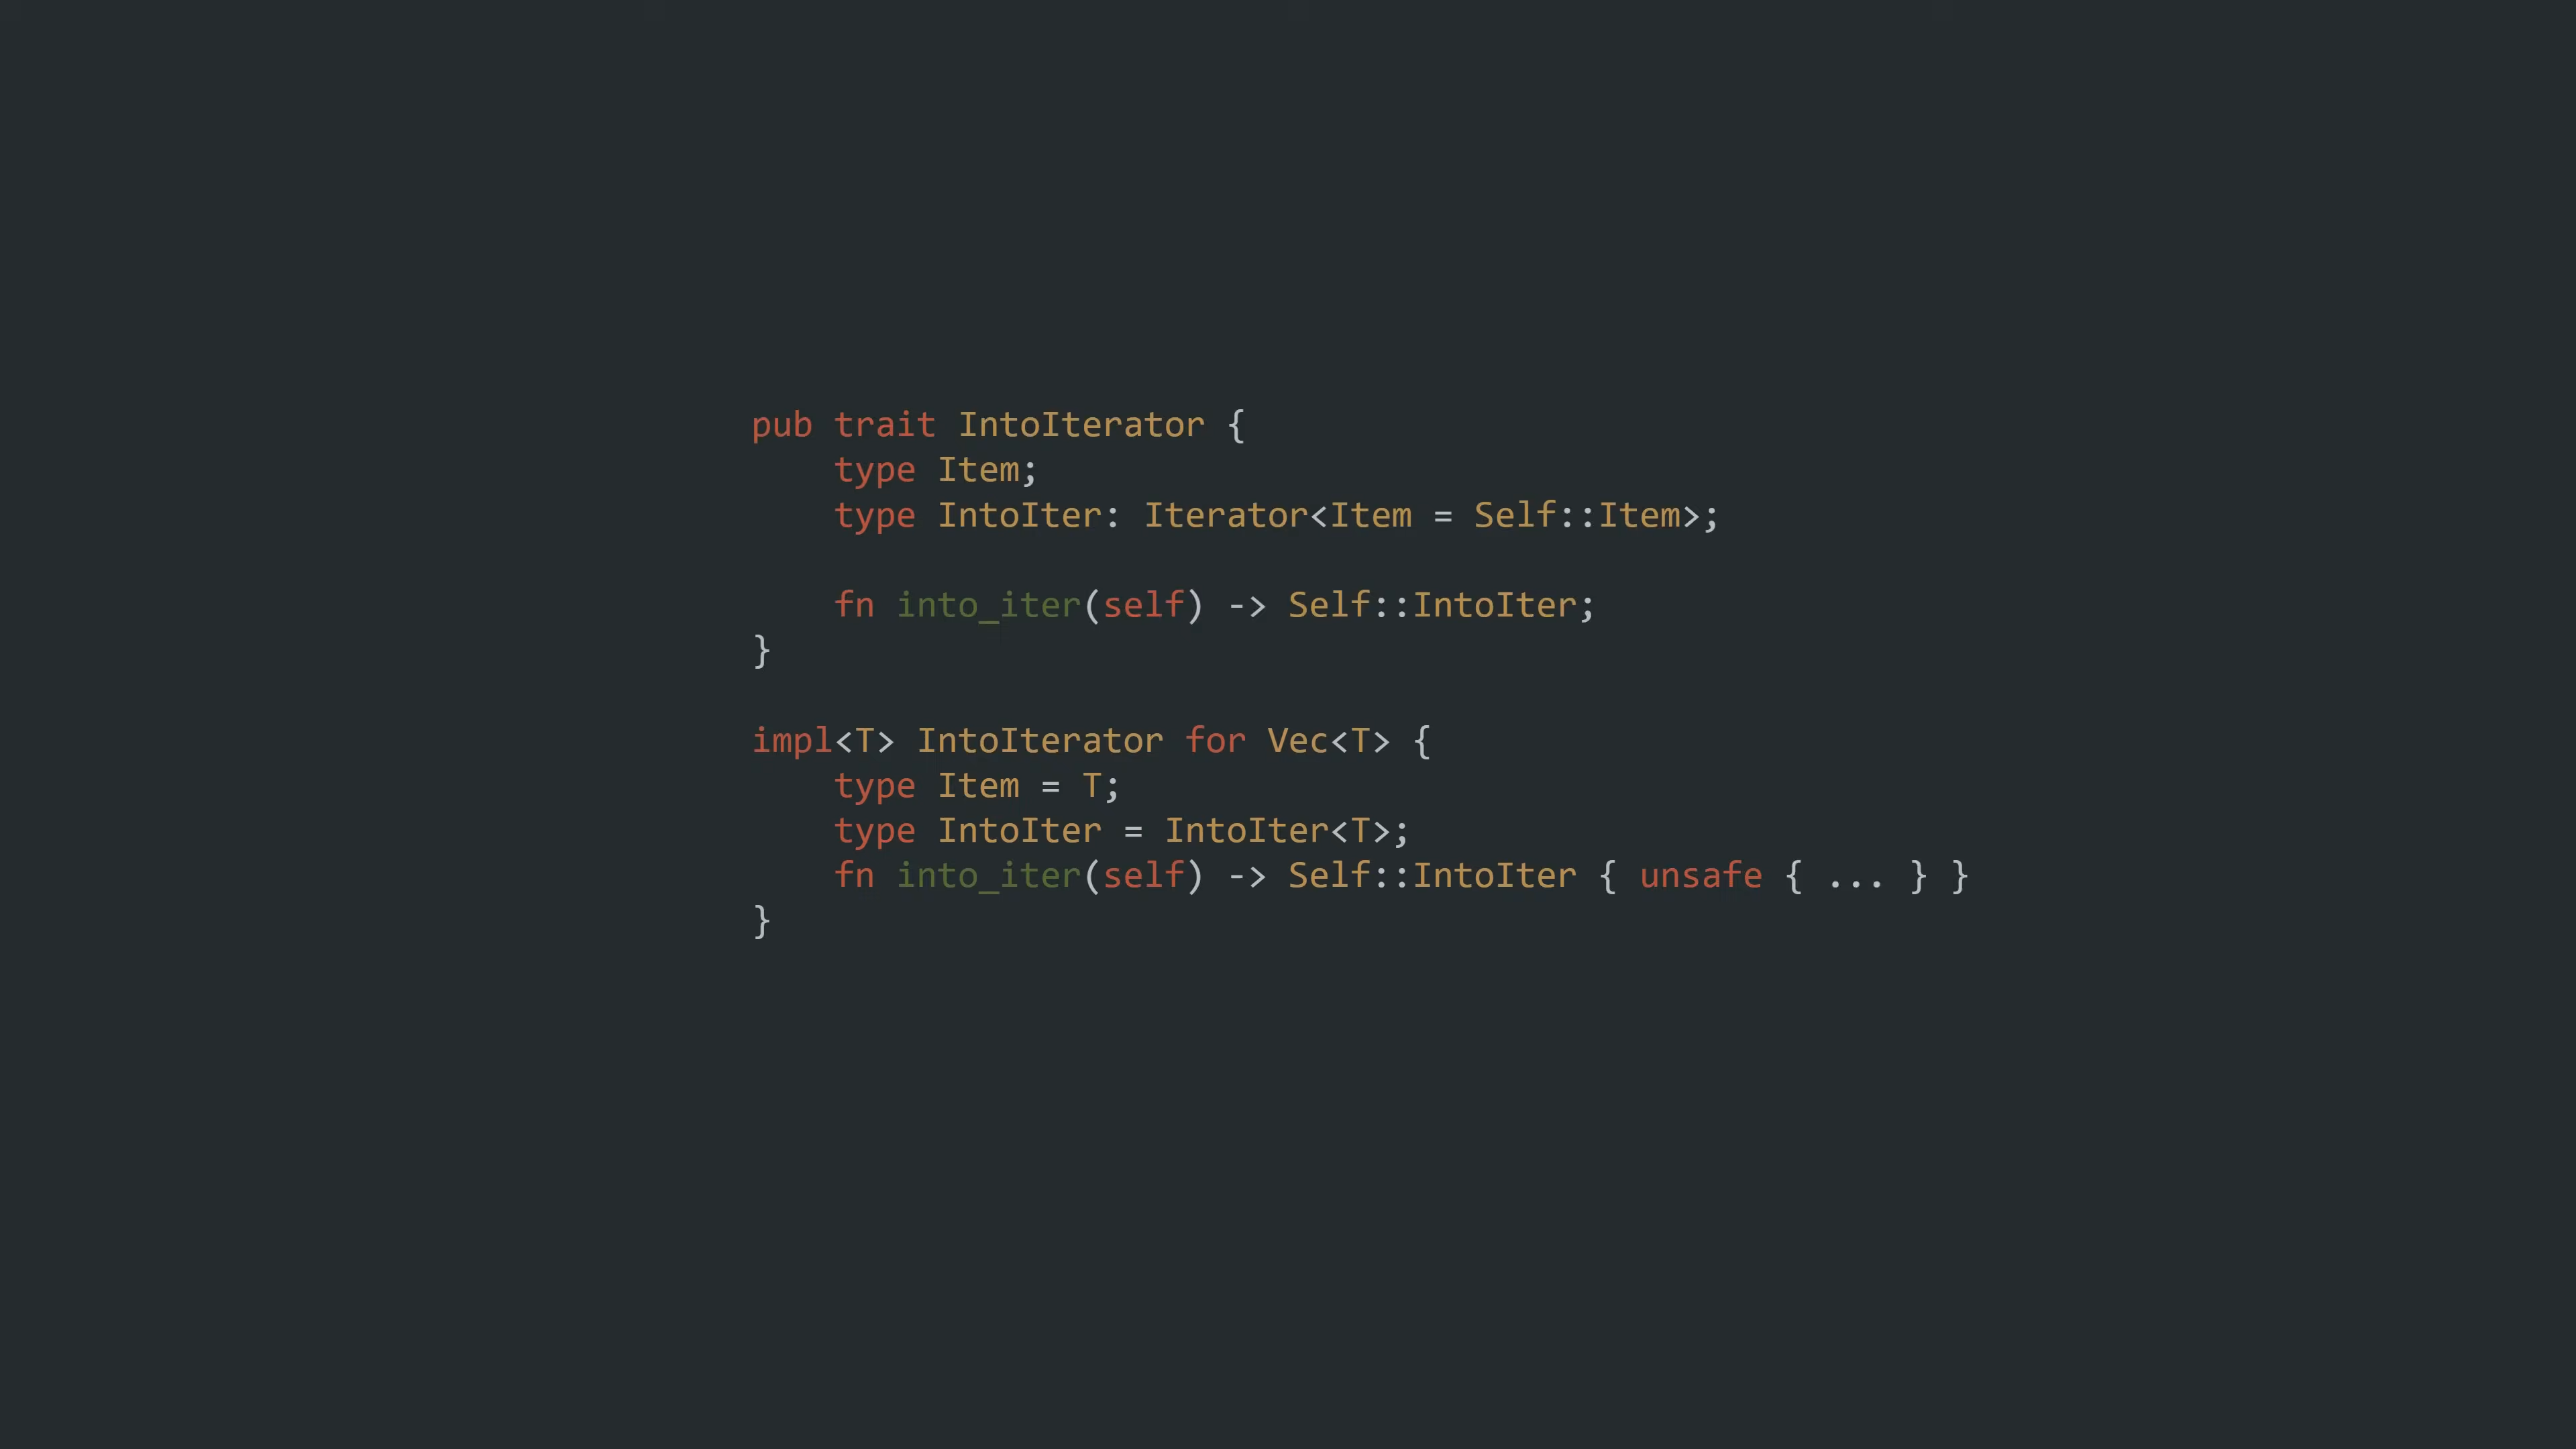 pub trait IntoIterator {
    type Item;
    type IntoIter: Iterator<Item = Self::Item>;

    fn into_iter(self) -> Self::IntoIter;
}

impl<T> IntoIterator for Vec<T> {
    type Item = T;
    type IntoIter = IntoIter<T>;
    fn into_iter(self) -> Self::IntoIter { unsafe { ... } }
}